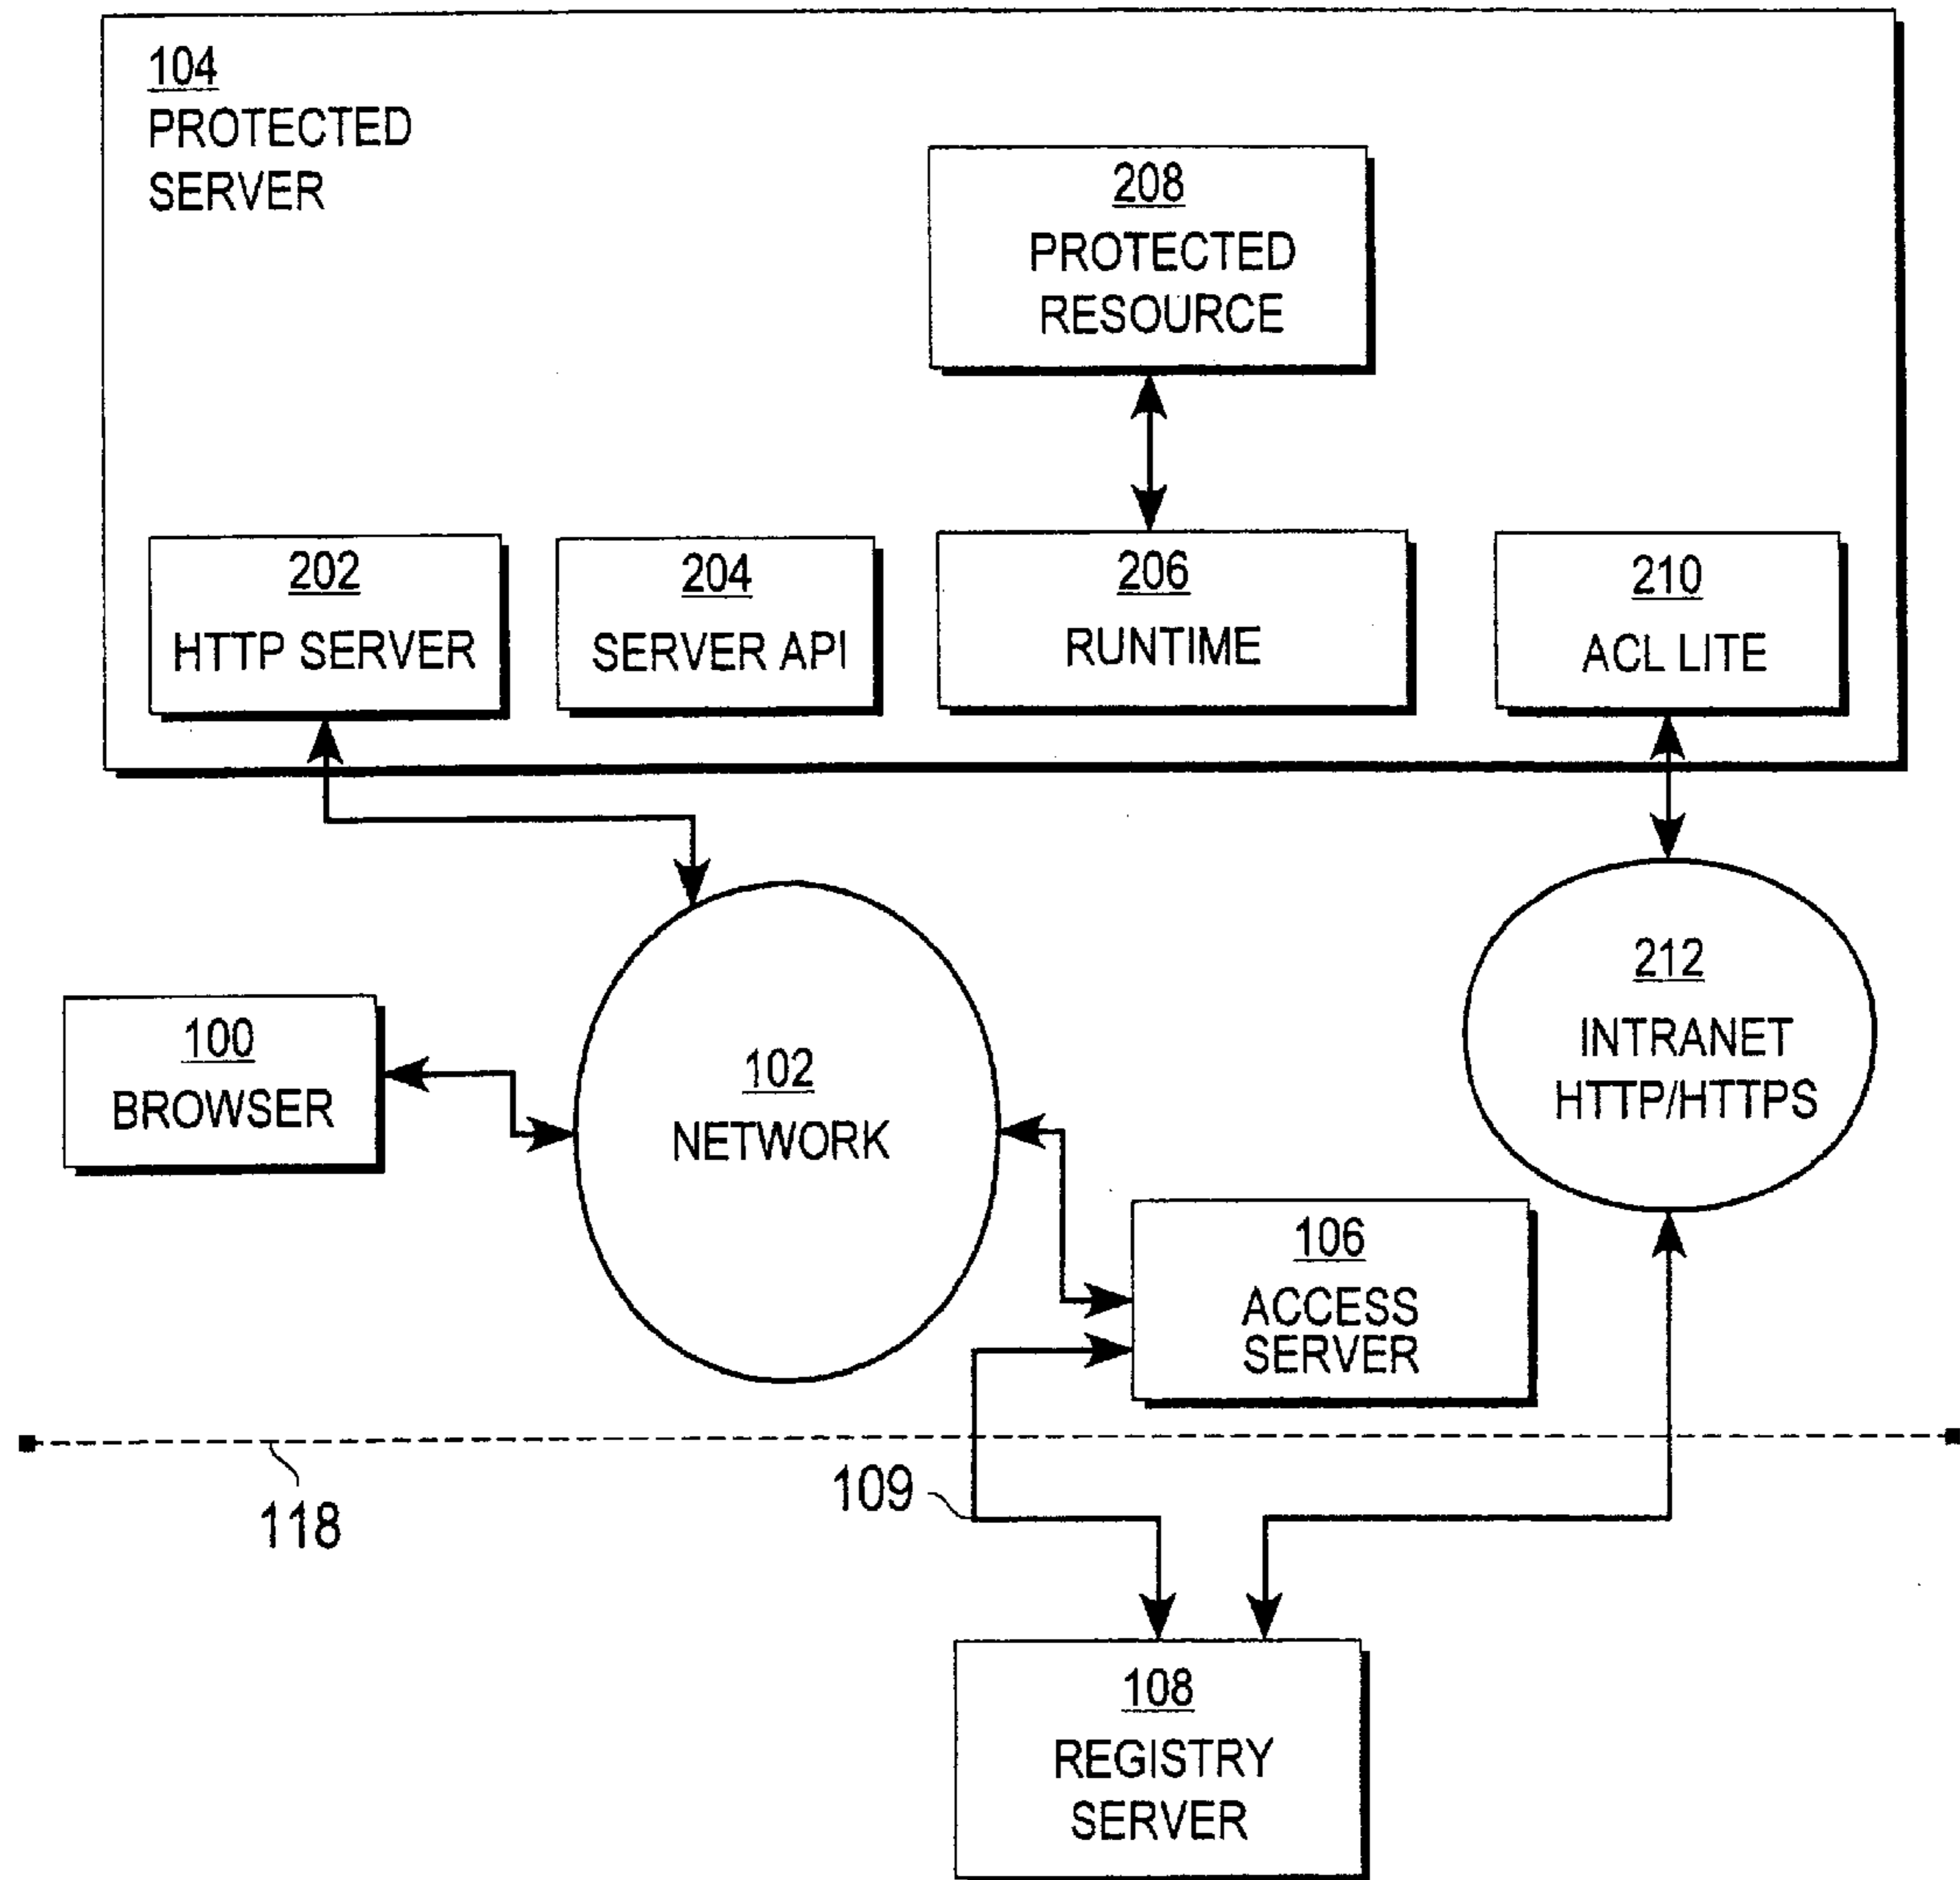 104
PROTECTED
SERVER
208
PROTECTED
RESOURCE
202
HTTP SERVER
204
SERVER API
206
RUNTIME
210
ACL LITE
212
INTRANET
HTTP/HTTPS
100
BROWSER
102
NETWORK
106
ACCESS
SERVER
118
109
108
REGISTRY
SERVER